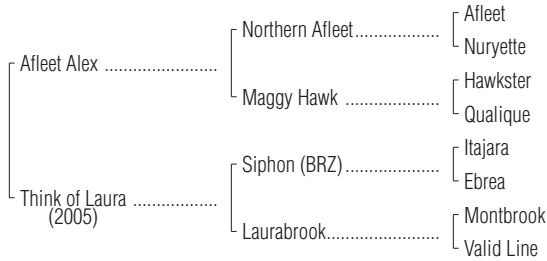 Afleet
Northern Afleet....................
Nuryette
Afleet Alex .......................
Hawkster
Maggy Hawk ....................
Qualique
Itajara
Siphon (BRZ)....................
Ebrea
Think of Laura .................
(2005)
Montbrook
Laurabrook........................
Valid Line